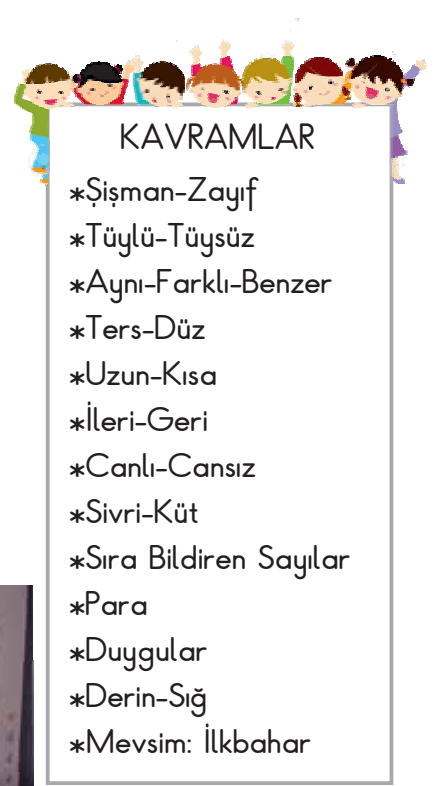 KAVRAMLAR
*Şişman-Zayıf
*Tüylü-Tüysüz
*Aynı-Farklı-Benzer
*Ters-Düz
*Uzun-Kısa
*İleri-Geri
*Canlı-Cansız
*Sivri-Küt
*Sıra Bildiren Sayılar
*Para
*Duygular
*Derin-Sığ
*Mevsim: İlkbahar